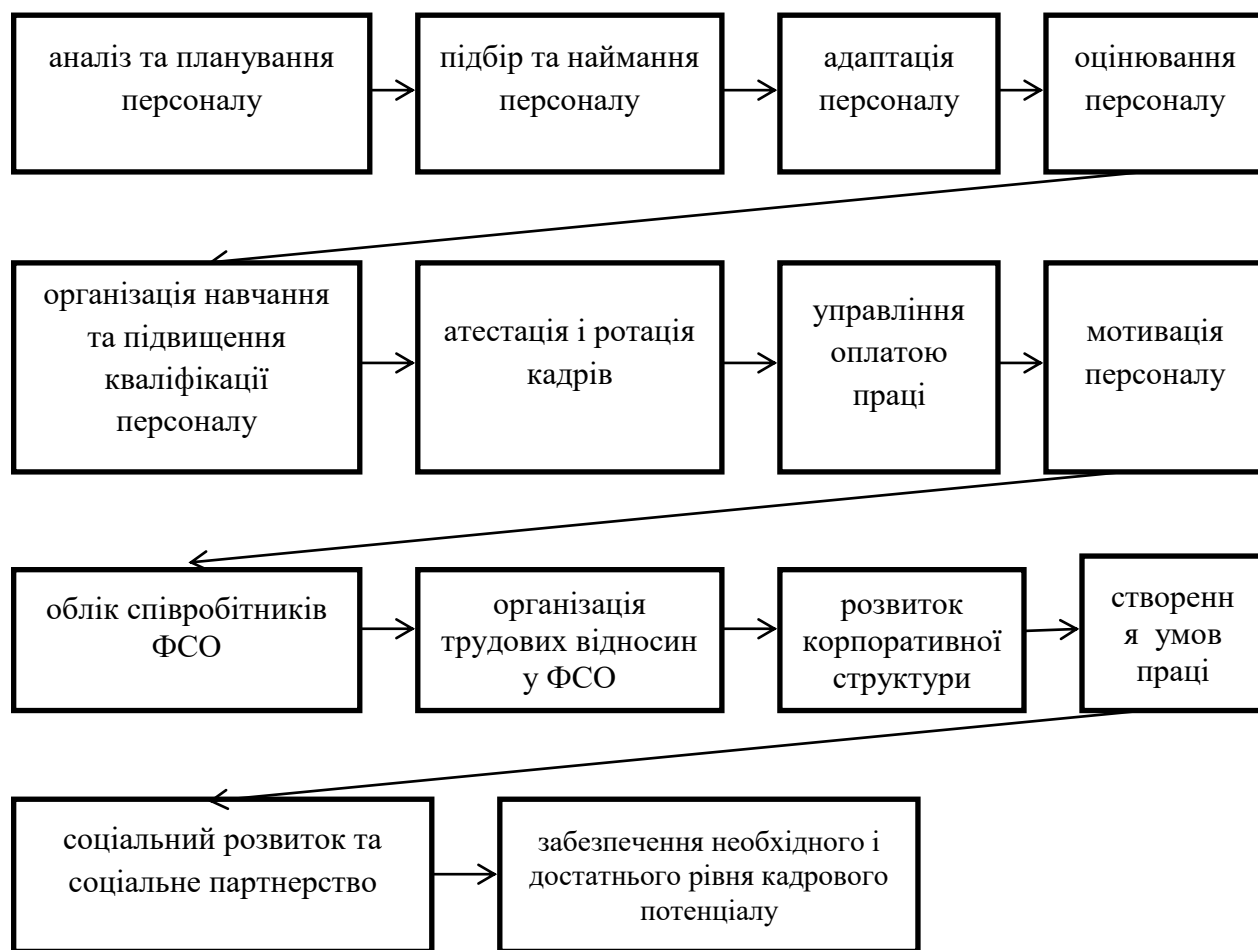 аналіз та планування
персоналу
підбір та наймання
персоналу
адаптація
персоналу
оцінювання
персоналу
організація навчання
та підвищення
кваліфікації
персоналу
атестація і ротація
кадрів
управління
оплатою
праці
мотивація
персоналу
облік співробітників
ФСО
організація
трудових відносин
у ФСО
розвиток
корпоративної
структури
створенн
я умов
праці
соціальний розвиток та
соціальне партнерство
забезпечення необхідного і
достатнього рівня кадрового
потенціалу